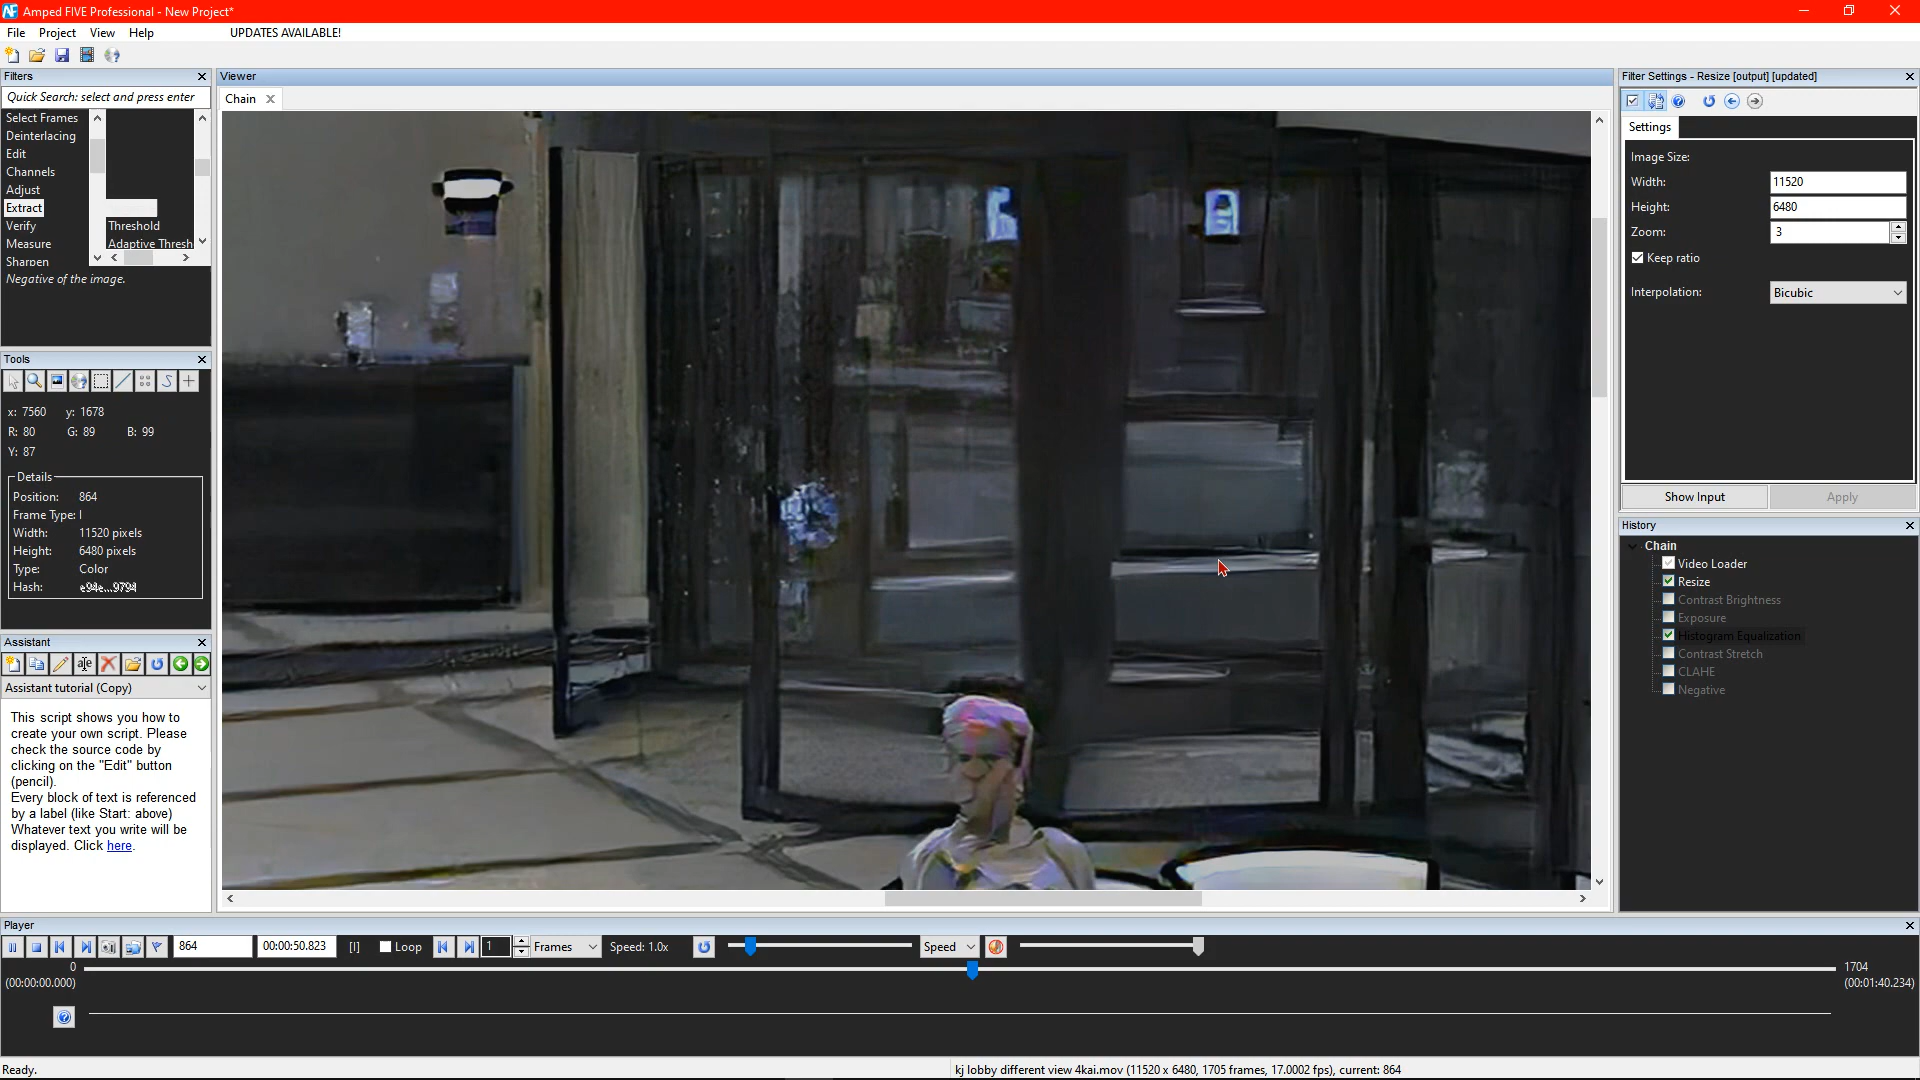 Amped FIVE Professional - New Project*
File Project View Help UPDATES AVAILABLE!
Filters
Quick Search: select and press enter
Select Frames
Deinterlacing
Edit
Channels
Adjust
Extract
Verify Threshold
Measure Adaptive Thresh
Sharpen
Negative of the image.
Tools
x: 7560 y: 1678
R: 80 G: 89 B: 99
Y: 87
Details
Position: 864
Frame Type: I
Width: 11520 pixels
Height: 6480 pixels
Type: Color
Hash: e94e...9794
Assistant
Assistant tutorial (Copy)
This script shows you how to
create your own script. Please
check the source code by
clicking on the "Edit" button
(pencil).
Every block of text is referenced
by a label (like Start: above)
Whatever text you write will be
displayed. Click here.
Viewer
Chain
Filter Settings - Resize [output] [updated]
Settings
Image Size:
Width: 11520
Height: 6480
Zoom: 3
Keep ratio
Interpolation: Bicubic
Show Input Apply
History
Chain
Video Loader
Resize
Contrast Brightness
Exposure
Histogram Equalization
Contrast Stretch
CLAHE
Negative
Player
864 00:00:50.823 [I] Loop 1 Frames Speed: 1.0x Speed
0 1704
(00:00:00.000) (00:01:40.234)
Ready. kj lobby different view 4kai.mov (11520 x 6480, 1705 frames, 17.0002 fps), current: 864